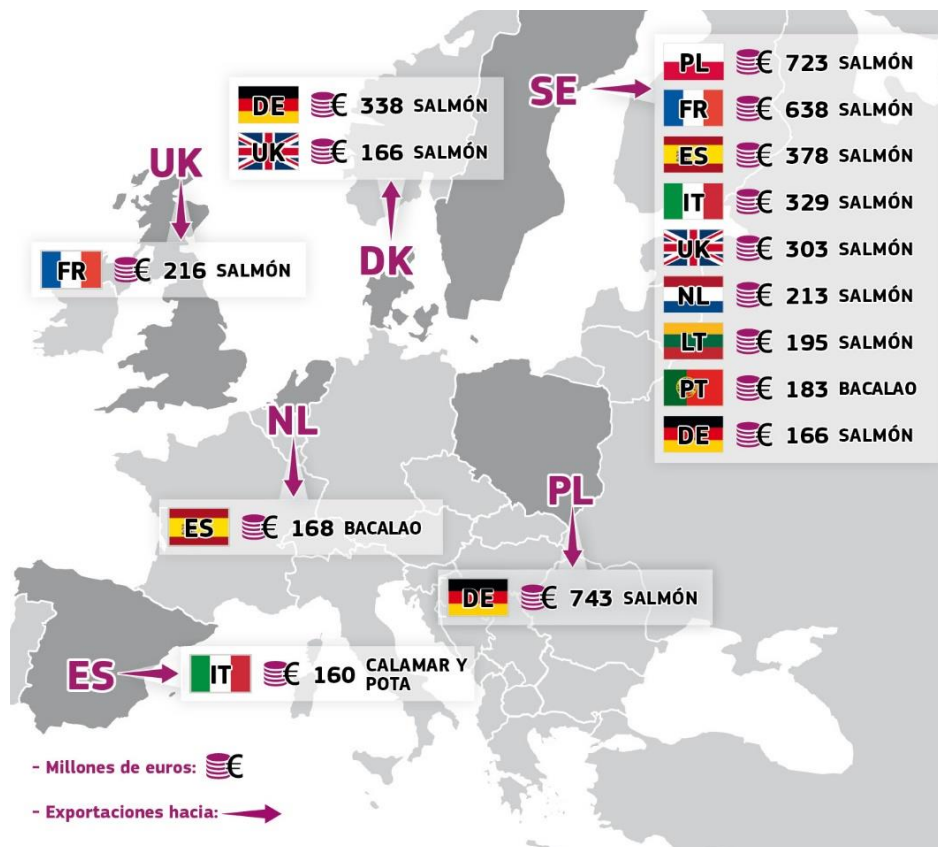 DE € 338 SALMÓN
UK € 166 SALMÓN
DK
SE
PL € 723 SALMÓN
FR € 638 SALMÓN
ES € 378 SALMÓN
IT € 329 SALMÓN
UK € 303 SALMÓN
NL € 213 SALMÓN
LT € 195 SALMÓN
PT € 183 BACALAO
DE € 166 SALMÓN
UK
FR € 216 SALMÓN
NL
ES € 168 BACALAO
PL
DE € 743 SALMÓN
ES
IT € 160 CALAMAR Y
POTA
- Millones de euros: €
- Exportaciones hacia: